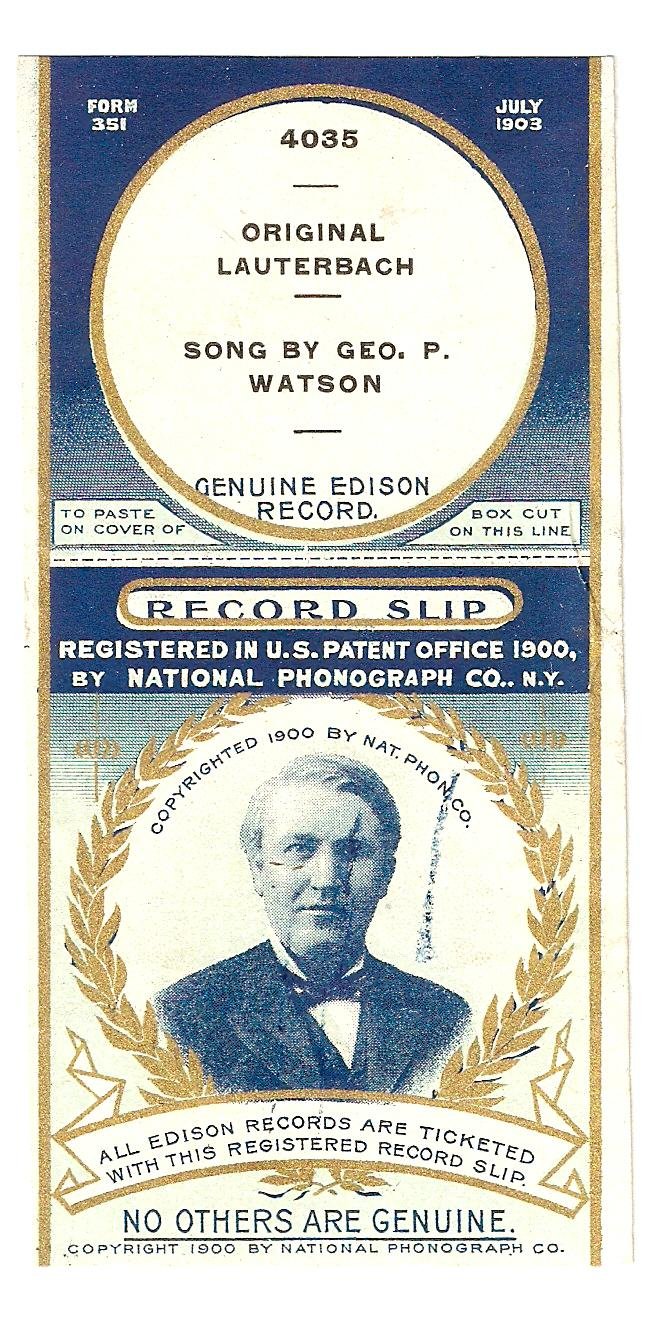 FORM
351
JULY
1903
4035
ORIGINAL
LAUTERBACH
SONG BY GEO. P.
WATSON
GENUINE EDISON
RECORD.
TO PASTE
ON COVER OF
BOX CUT
ON THIS LINE
RECORD SLIP
REGISTERED IN U.S. PATENT OFFICE 1900,
BY NATIONAL PHONOGRAPH CO.. N.Y.
COPYRIGHTED 1900 BY NAT. PHON. CO.
ALL EDISON RECORDS ARE TICKETED
WITH THIS REGISTERED RECORD SLIP.
NO OTHERS ARE GENUINE.
COPYRIGHT 1900 BY NATIONAL PHONOGRAPH CO.